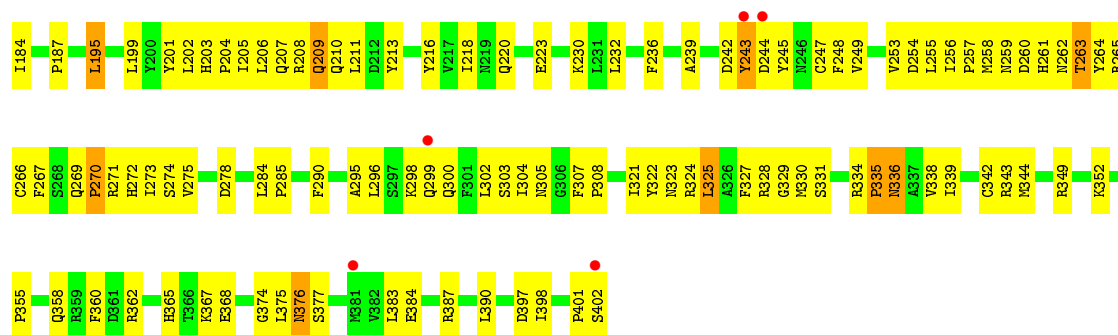 I184 P187 L195 L199 Y200 Y201 L202 H203 P204 I205 L206 Q207 R208 Q209 Q210 L211 D212 Y213 Y216 V217 I218 N219 Q220 E223 K230 L231 L232 F236 A239 D242 Y243 D244 Y245 N246 C247 F248 V249 V253 D254 L255 I256 P257 M258 N259 D260 H261 N262 T263 Y264 R265
C266 F267 S268 Q269 P270 R271 H272 I273 S274 V275 D278 L284 P285 F290 A295 L296 S297 K298 Q299 Q300 F301 L302 S303 I304 N305 A306 F307 P308 I321 Y322 N323 R324 L325 A326 F327 R328 G329 M330 S331 R334 P335 N336 A337 V338 I339 C342 R343 M344 R349 K352
P355 Q358 R359 F360 D361 R362 H365 T366 K367 E368 G374 L375 N376 S377 M381 V382 L383 E384 R387 L390 D397 I398 P401 S402